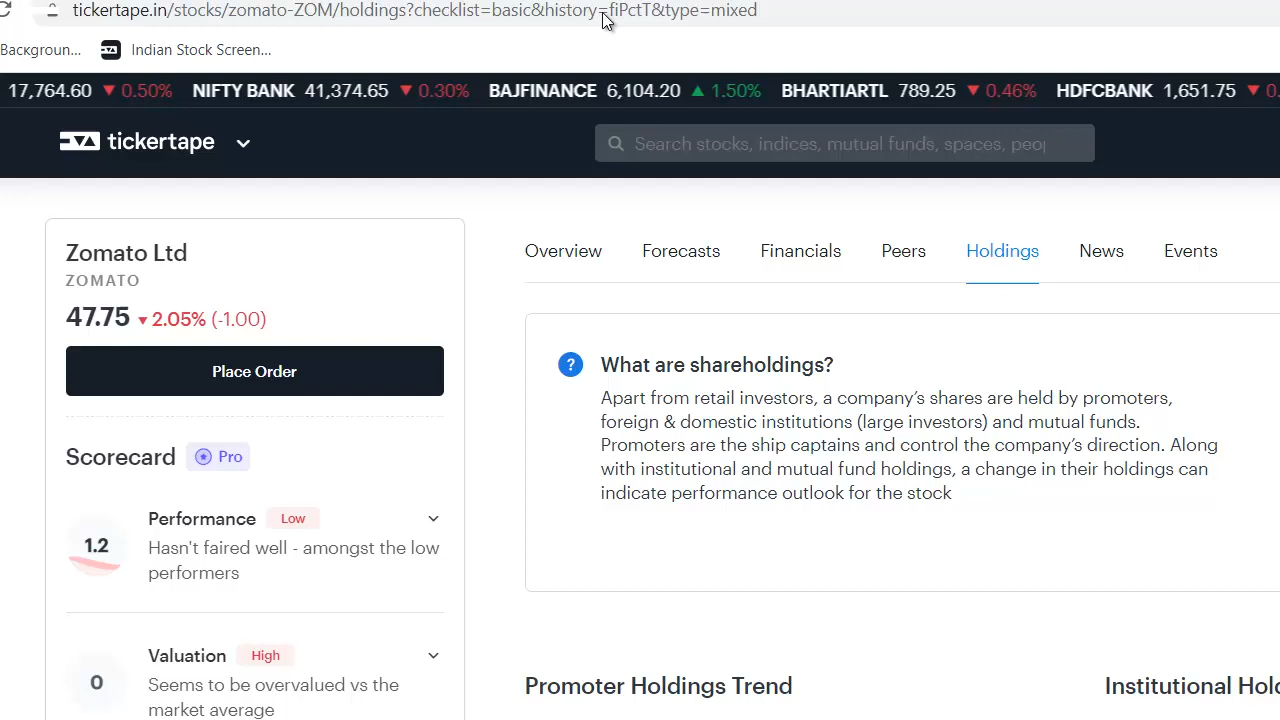 tickertape.in/stocks/zomato-ZOM/holdings?checklist=basic&history=fiPctT&type=mixed
Backgroun... Indian Stock Screen...
17,764.60 ▼ 0.50% NIFTY BANK 41,374.65 ▼ 0.30% BAJFINANCE 6,104.20 ▲ 1.50% BHARTIARTL 789.25 ▼ 0.46% HDFCBANK 1,651.75 ▼ 0.
tickertape
Search stocks, indices, mutual funds, spaces, peop
Zomato Ltd
ZOMATO
47.75 ▼ 2.05% (-1.00)
Place Order
Scorecard Pro
Performance Low
1.2
Hasn't faired well - amongst the low
performers
Valuation High
0
Seems to be overvalued vs the
market average
Overview Forecasts Financials Peers Holdings News Events
? What are shareholdings?
Apart from retail investors, a company’s shares are held by promoters,
foreign & domestic institutions (large investors) and mutual funds.
Promoters are the ship captains and control the company’s direction. Along
with institutional and mutual fund holdings, a change in their holdings can
indicate performance outlook for the stock
Promoter Holdings Trend
Institutional Hol